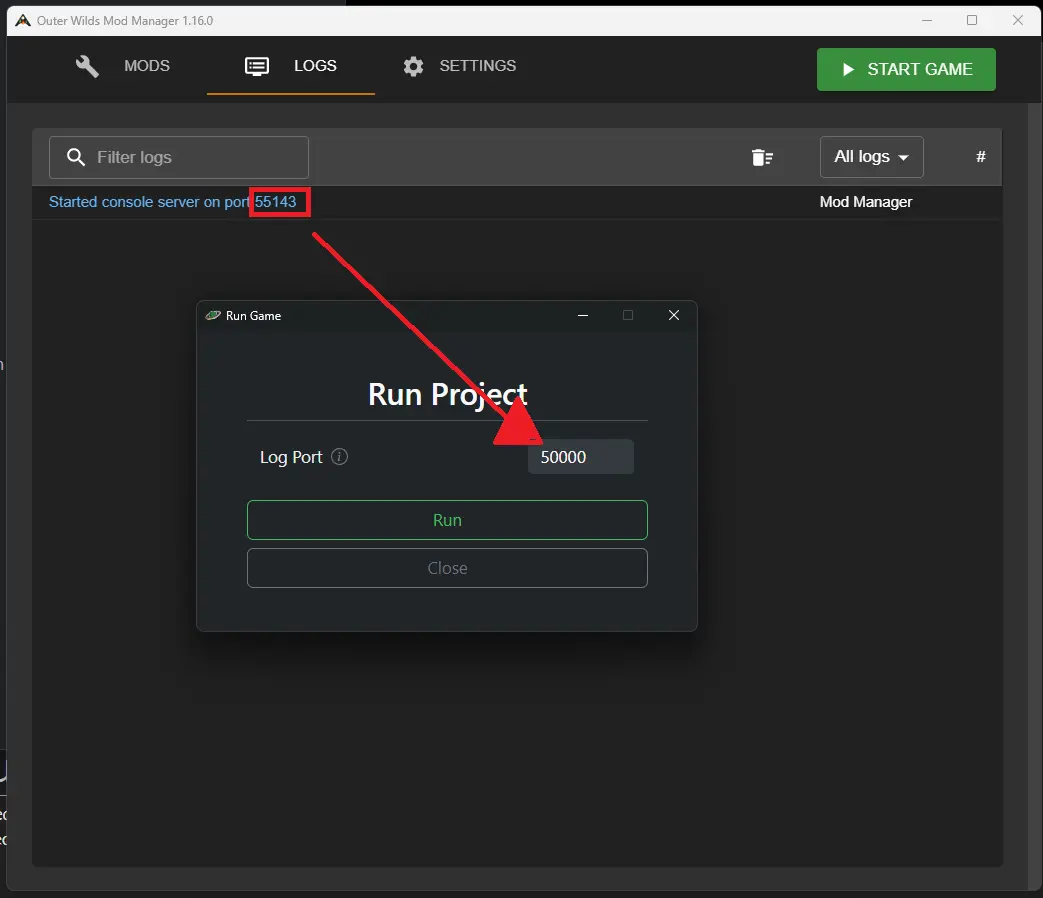 Outer Wilds Mod Manager 1.16.0
MODS
LOGS
SETTINGS
START GAME
Filter logs
All logs
#
Started console server on port 55143
Mod Manager
Run Game
Run Project
Log Port
50000
Run
Close